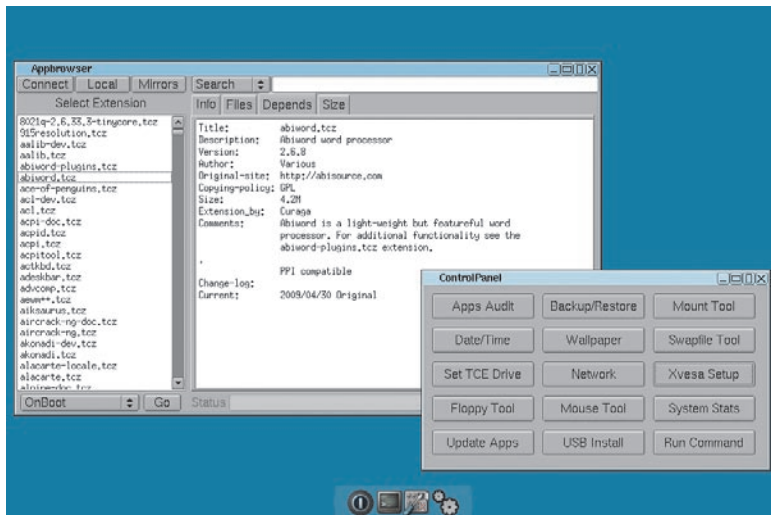 Appbrowser
Connect Local Mirrors Search
Select Extension Info Files Depends Size
8021q-2.6.33.3-tinycore.tcz
915resolution.tcz
aalib-dev.tcz
aalib.tcz
abiword-plugins.tcz
abiword.tcz
ace-of-penguins.tcz
acl-dev.tcz
acl.tcz
acpi-doc.tcz
acpid.tcz
acpi.tcz
acpitool.tcz
actkbd.tcz
adeskbar.tcz
advcomp.tcz
aewm++.tcz
aiksaurus.tcz
aircrack-ng-doc.tcz
aircrack-ng.tcz
akonadi-dev.tcz
akonadi.tcz
alacarte-locale.tcz
alacarte.tcz
alpine-doc.tcz
Title: abiword.tcz
Description: Abiword word processor
Version: 2.6.8
Author: Various
Original-site: http://abisource.com
Copying-policy: GPL
Size: 4.2M
Extension_by: Curaga
Comments: Abiword is a light-weight but featureful word
processor. For additional functionality see the
abiword-plugins.tcz extension.
.
PPI compatible
Change-log:
Current: 2009/04/30 Original
OnBoot Go Status
ControlPanel
Apps Audit Backup/Restore Mount Tool
Date/Time Wallpaper Swapfile Tool
Set TCE Drive Network Xvesa Setup
Floppy Tool Mouse Tool System Stats
Update Apps USB Install Run Command